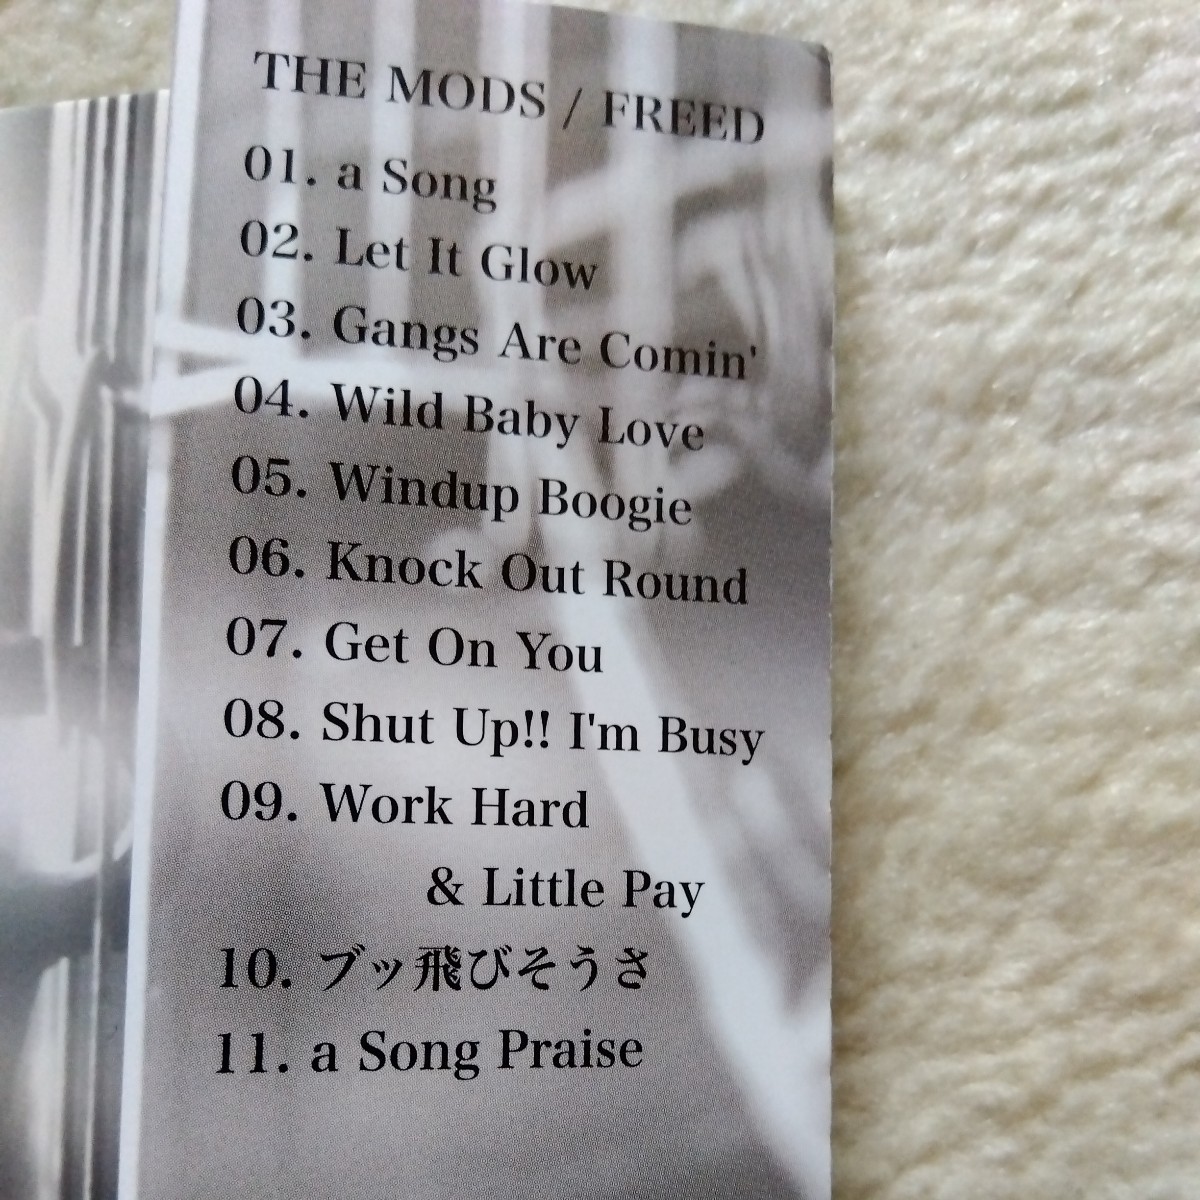 THE MODS / FREED
01. a Song
02. Let It Glow
03. Gangs Are Comin'
04. Wild Baby Love
05. Windup Boogie
06. Knock Out Round
07. Get On You
08. Shut Up!! I'm Busy
09. Work Hard
& Little Pay
10. ブッ飛びそうさ
11. a Song Praise